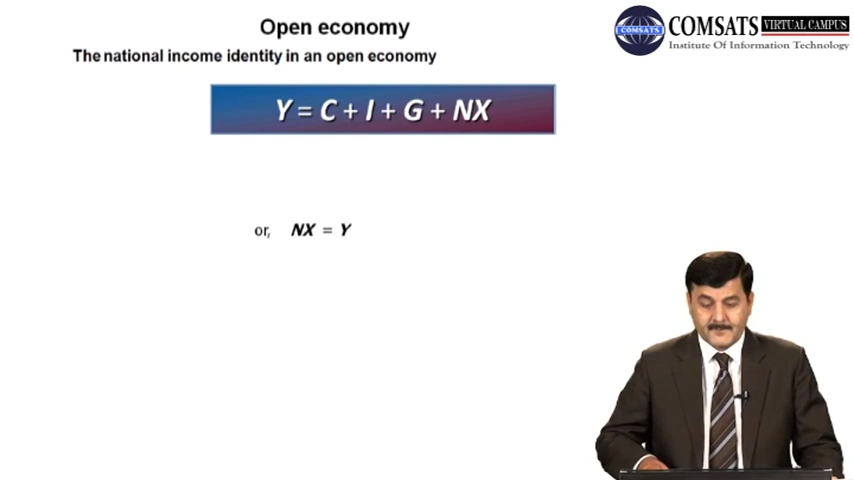 Open economy
The national income identity in an open economy
Y = C + I + G + NX
or, NX = Y
COMSATS VIRTUAL CAMPUS
Institute Of Information Technology
COMSATS